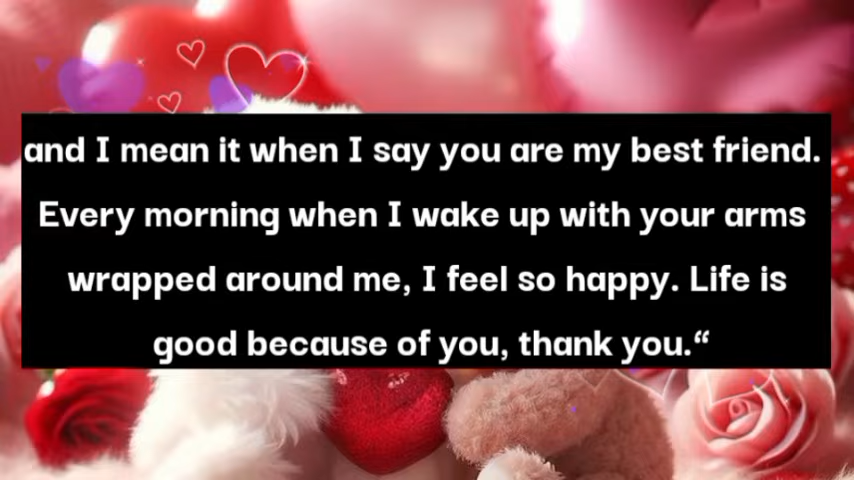 and I mean it when I say you are my best friend.
Every morning when I wake up with your arms
wrapped around me, I feel so happy. Life is
good because of you, thank you.“